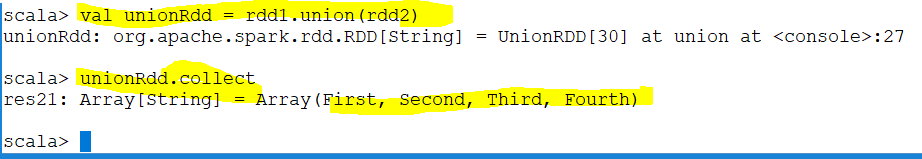 scala> val unionRdd = rdd1.union(rdd2)
unionRdd: org.apache.spark.rdd.RDD[String] = UnionRDD[30] at union at <console>:27
scala> unionRdd.collect
res21: Array[String] = Array(First, Second, Third, Fourth)
scala>